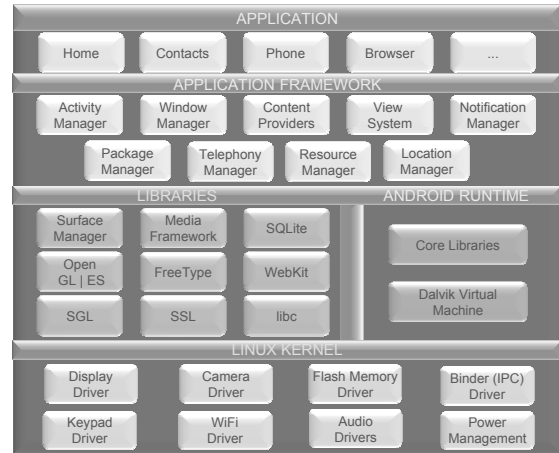 APPLICATION
Home
Contacts
Phone
Browser
...
APPLICATION FRAMEWORK
Activity
Manager
Window
Manager
Content
Providers
View
System
Notification
Manager
Package
Manager
Telephony
Manager
Resource
Manager
Location
Manager
LIBRARIES
Surface
Manager
Media
Framework
SQLite
Open
GL | ES
FreeType
WebKit
SGL
SSL
libc
ANDROID RUNTIME
Core Libraries
Dalvik Virtual
Machine
LINUX KERNEL
Display
Driver
Camera
Driver
Flash Memory
Driver
Binder (IPC)
Driver
Keypad
Driver
WiFi
Driver
Audio
Drivers
Power
Management